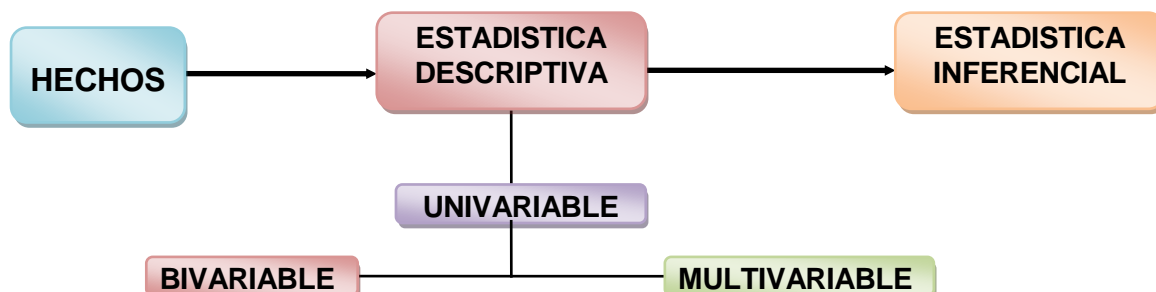 HECHOS
ESTADISTICA
DESCRIPTIVA
ESTADISTICA
INFERENCIAL
UNIVARIABLE
BIVARIABLE
MULTIVARIABLE